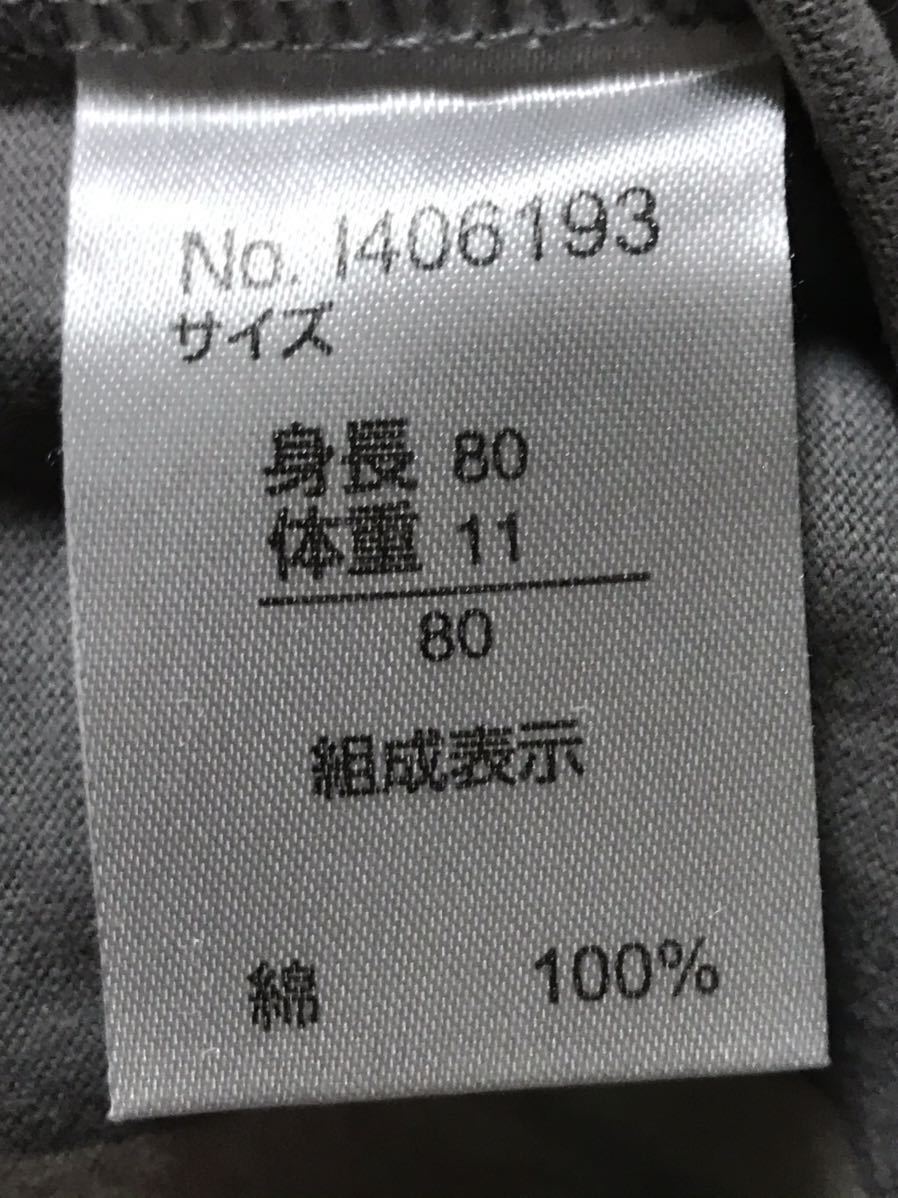 No. I406193
サイズ
身長 80
体重 11
80
組成表示
綿 100%